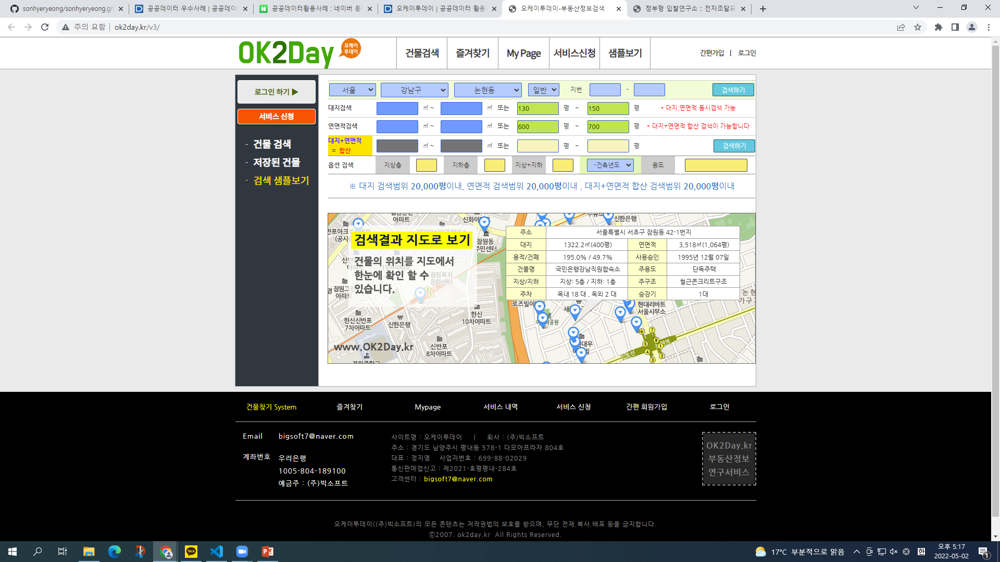 sonhyeryeong/sonhyeryeong.git
공공데이터 우수사례 | 공공데이
공공데이터활용사례 : 네이버 통
오케이투데이 | 공공데이터 활용
오케이투데이-부동산정보검색
정부형 입찰연구소 :: 전자조달프
주의 요함 | ok2day.kr/v3/
OK2Day 오케이 투데이
건물검색 즐겨찾기 My Page 서비스신청 샘플보기
간편가입 | 로그인
로그인 하기 ▶
서비스 신청
- 건물 검색
- 저장된 건물
- 검색 샘플보기
서울 강남구 논현동 일반 지번 - 검색하기
대지검색 ㎡ ~ ㎡ 또는 130 평 ~ 150 평 * 대지,연면적 동시검색 가능
연면적검색 ㎡ ~ ㎡ 또는 600 평 ~ 700 평 * 대지+연면적 합산 검색이 가능합니다
대지+연면적
= 합산 ㎡ ~ ㎡ 또는 평 ~ 평 검색하기
옵션 검색 지상층 지하층 지상+지하 -건축년도 용도
※ 대지 검색범위 20,000평이내, 연면적 검색범위 20,000평이내 , 대지+연면적 합산 검색범위 20,000평이내
검색결과 지도로 보기
건물의 위치를 지도에서
한눈에 확인 할 수
있습니다.
www.OK2Day.kr
주소 서울특별시 서초구 잠원동 42-1번지
대지 1322.2㎡(400평) 연면적 3,518㎡(1,064평)
용적/건폐 195.0% / 49.7% 사용승인 1995년 12월 07일
건물명 국민은행강남직원합숙소 주용도 단독주택
지상/지하 지상: 5층 / 지하: 1층 주구조 철근콘크리트구조
주차 옥내 18 대 , 옥외 2 대 승강기 1대
아파트
신한은행
잠원동
주민센터
잠원복지
문화센터
한신신반포
7차아파트
신한은행
한신
10차아파트
신반포
8차아파트
현대리바트
서울사무소
건물찾기 System 즐겨찾기 Mypage 서비스 내역 서비스 신청 간편 회원가입 로그인
Email bigsoft7@naver.com
계좌번호 우리은행
1005-804-189100
예금주 : (주)빅소프트
사이트명 : 오케이투데이 | 회사 : (주)빅소프트
주소 : 경기도 남양주시 평내동 578-1 다모아프라자 804호
대표 : 정지영 사업자번호 : 699-88-02029
통신판매업신고 : 제2021-호평평내-284호
고객센터 : bigsoft7@naver.com
OK2Day.kr
부동산정보
연구서비스
오케이투데이((주)빅소프트)의 모든 콘텐츠는 저작권법의 보호를 받으며, 무단 전재.복사.배포 등을 금지합니다.
ⓒ2007. ok2day.kr All Rights Reserved.
TALK
17℃ 부분적으로 맑음
한
오후 5:17
2022-05-02
1